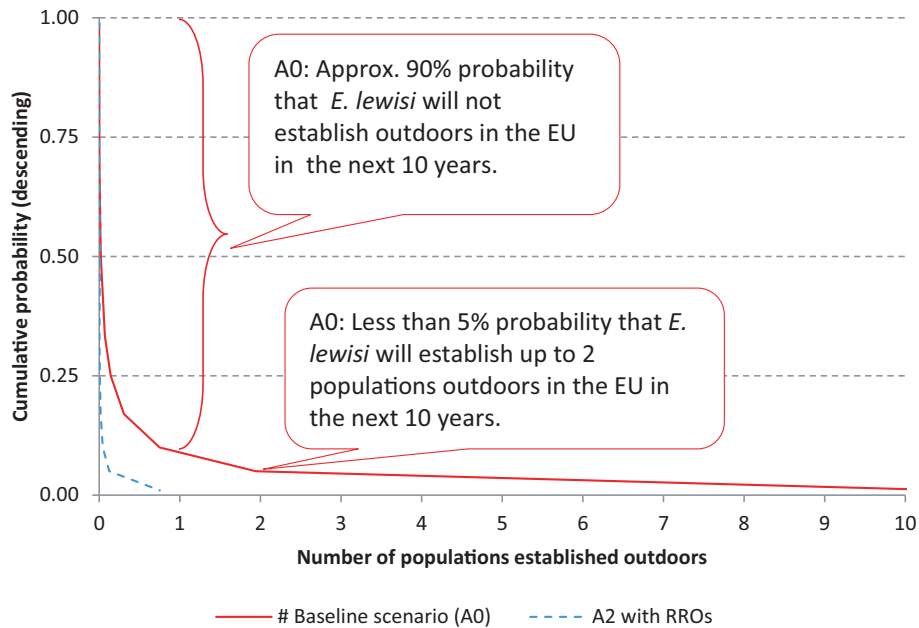 1.00
0.75
0.50
0.25
0.00
Cumulative probability (descending)
A0: Approx. 90% probability
that E. lewisi will not
establish outdoors in the EU
in the next 10 years.
A0: Less than 5% probability that E.
lewisi will establish up to 2
populations outdoors in the EU in
the next 10 years.
0 1 2 3 4 5 6 7 8 9 10
Number of populations established outdoors
# Baseline scenario (A0) A2 with RROs